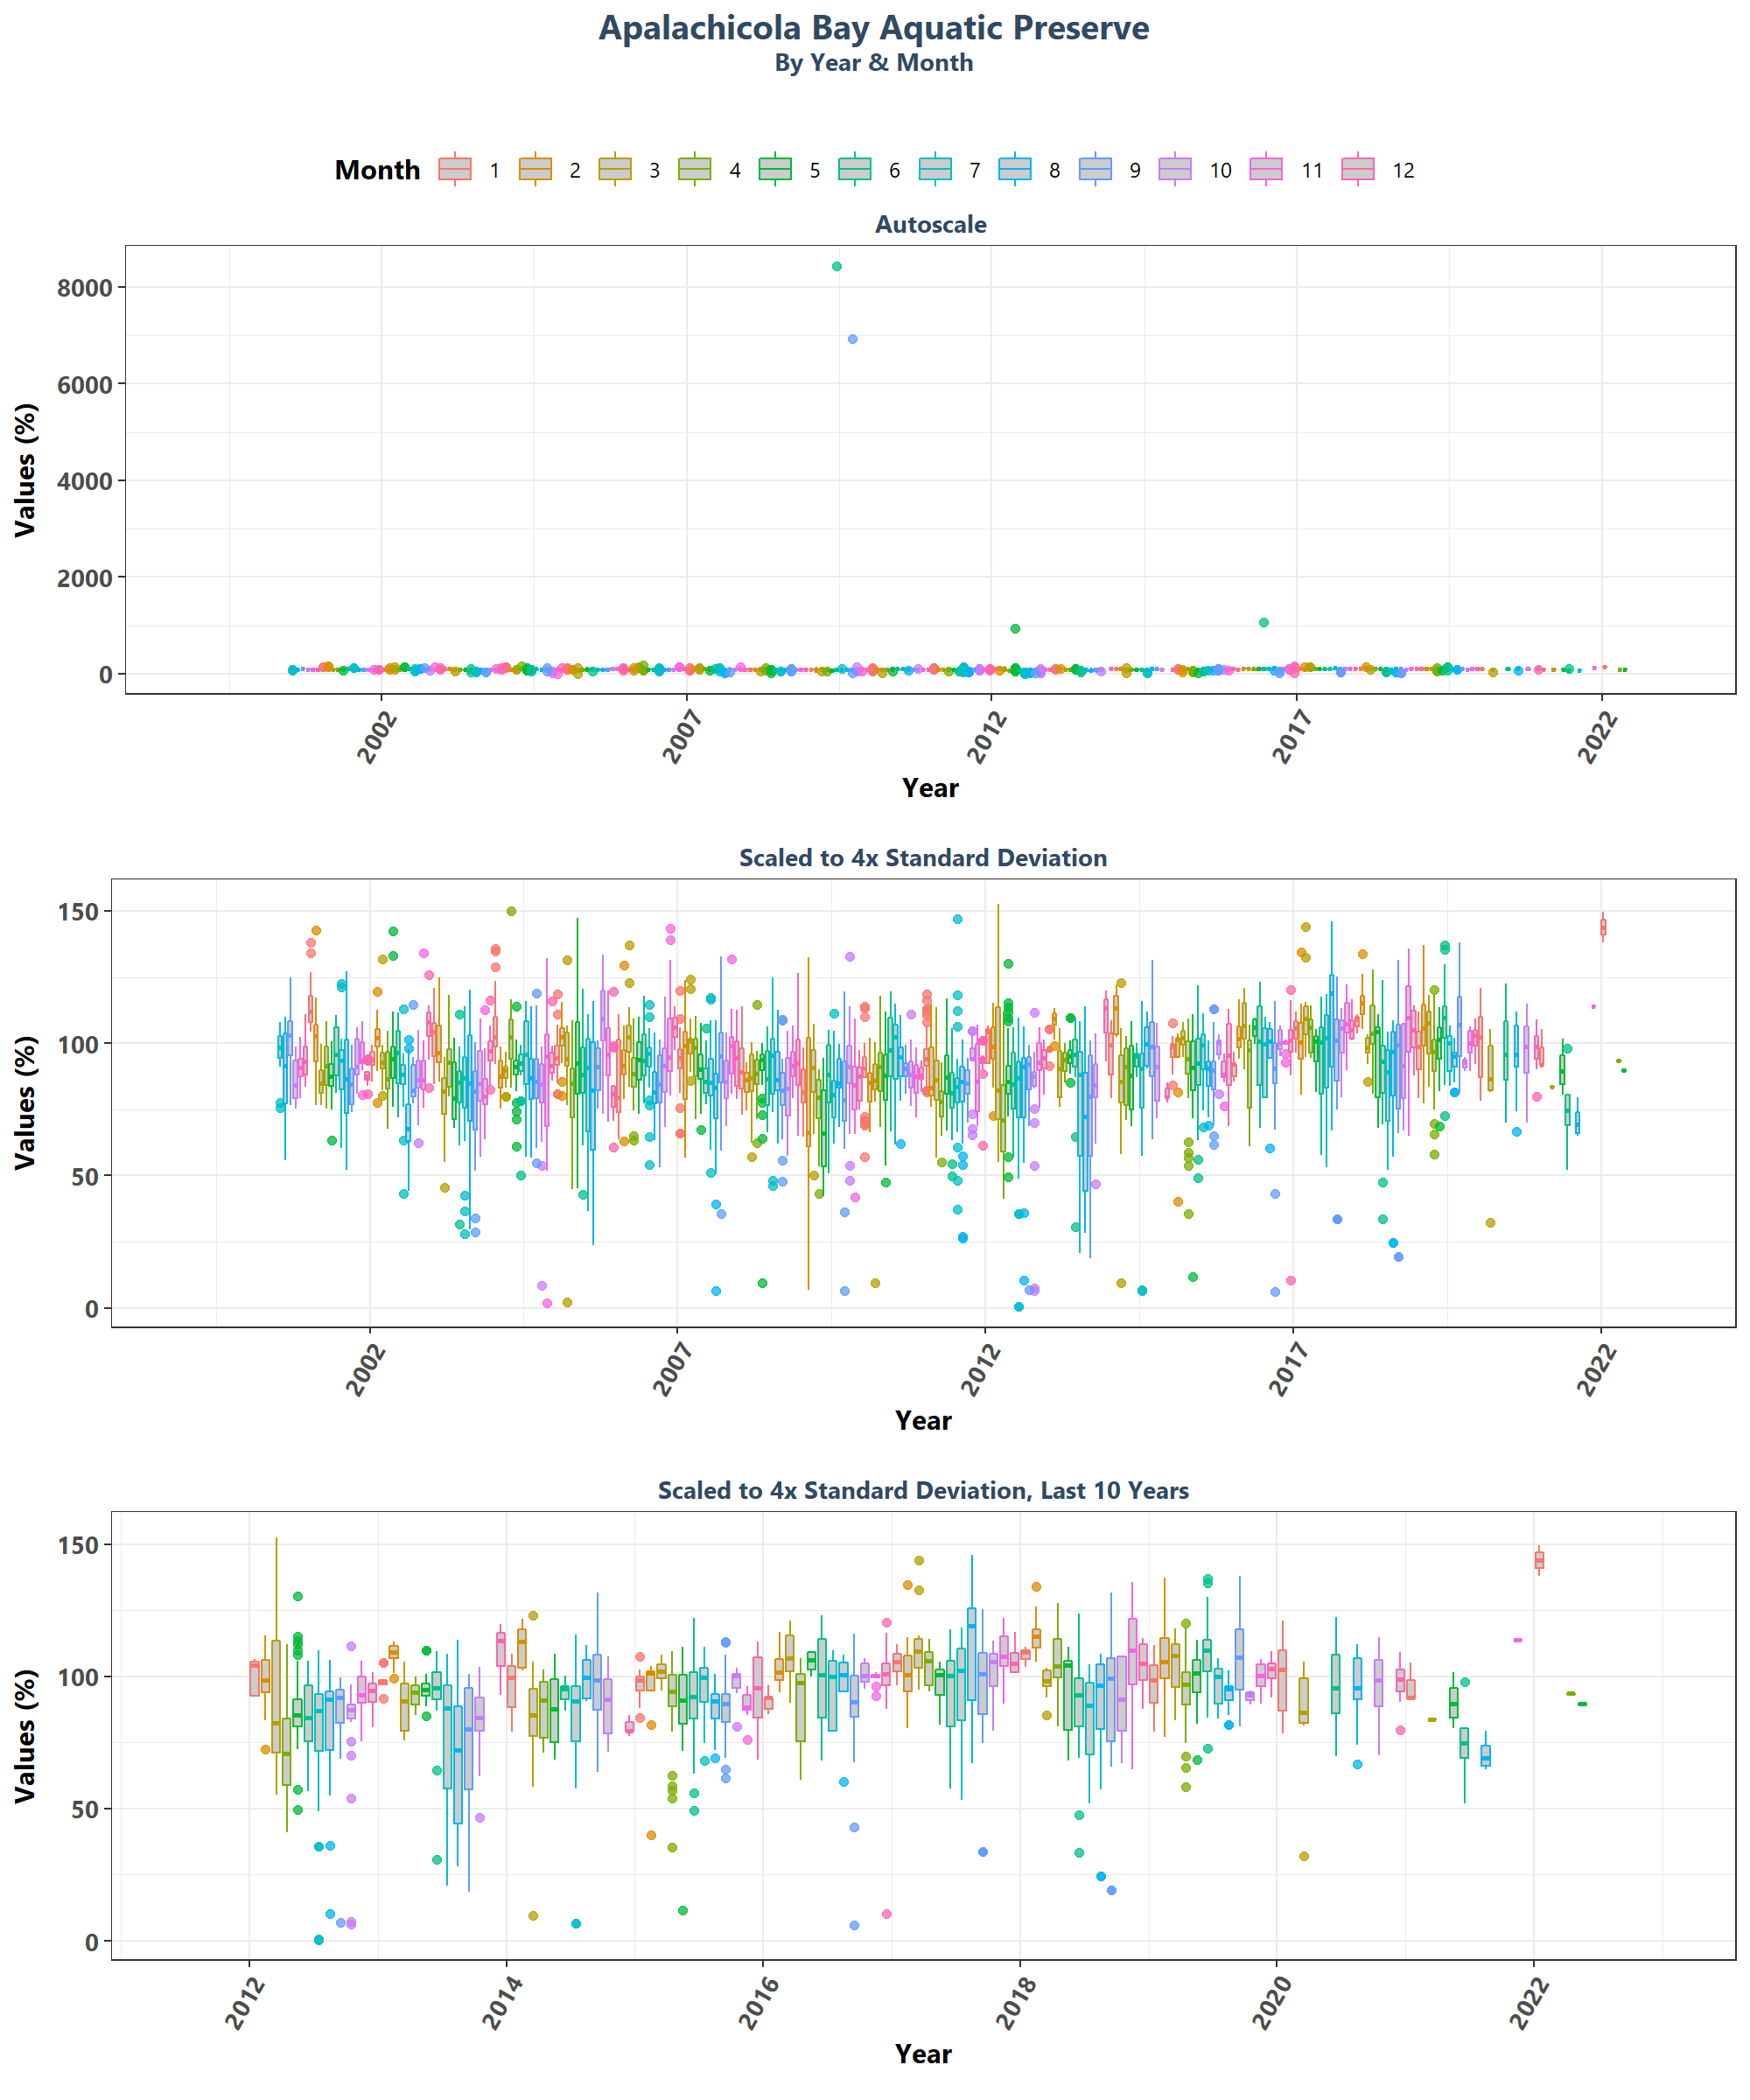 Apalachicola Bay Aquatic Preserve
By Year & Month
Month 1 2 3 4 5 6 7 8 9 10 11 12
Autoscale
8000
6000
4000
2000
0
Values (%)
2002 2007 2012 2017 2022
Year
Scaled to 4x Standard Deviation
150
100
50
0
Values (%)
2002 2007 2012 2017 2022
Year
Scaled to 4x Standard Deviation, Last 10 Years
150
100
50
0
Values (%)
2012 2014 2016 2018 2020 2022
Year